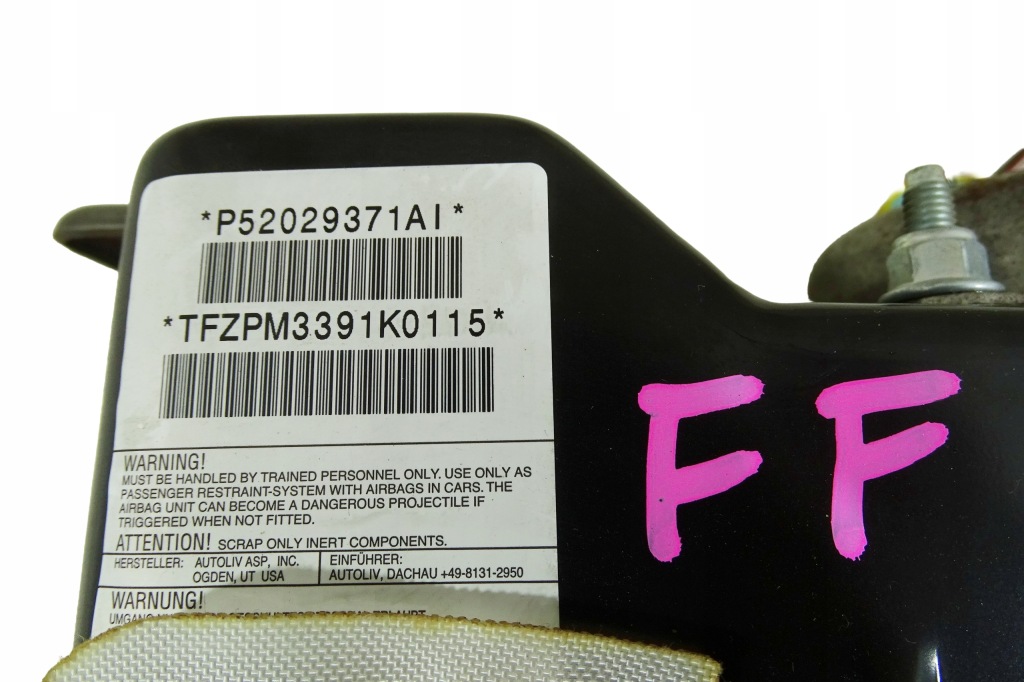 *P52029371AI*
*TFZPM3391K0115*
WARNING!
MUST BE HANDLED BY TRAINED PERSONNEL ONLY. USE ONLY AS
PASSENGER RESTRAINT-SYSTEM WITH AIRBAGS IN CARS. THE
AIRBAG UNIT CAN BECOME A DANGEROUS PROJECTILE IF
TRIGGERED WHEN NOT FITTED.
ATTENTION! SCRAP ONLY INERT COMPONENTS.
HERSTELLER: AUTOLIV ASP, INC.
OGDEN, UT USA
EINFÜHRER:
AUTOLIV, DACHAU +49-8131-2950
WARNUNG!
UMGANG
FF